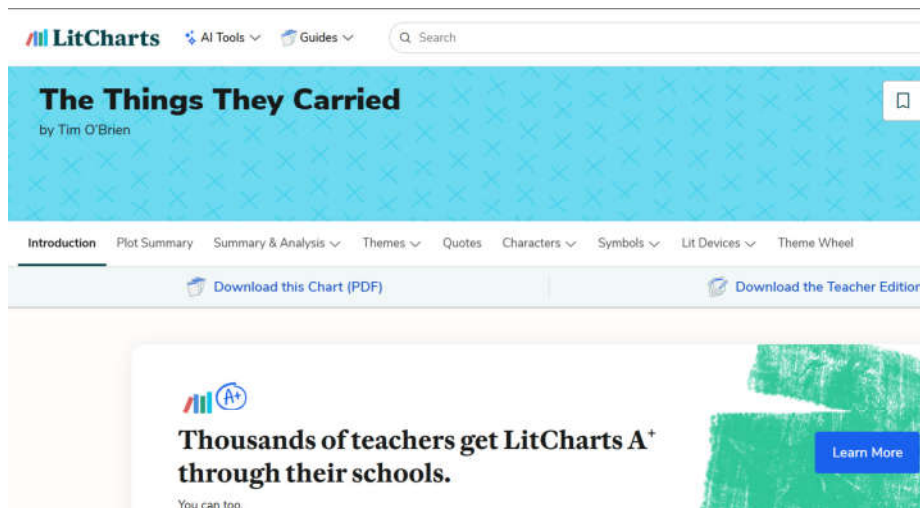 LitCharts AI Tools Guides Search
The Things They Carried
by Tim O'Brien
Introduction Plot Summary Summary & Analysis Themes Quotes Characters Symbols Lit Devices Theme Wheel
Download this Chart (PDF) Download the Teacher Edition
A+
Thousands of teachers get LitCharts A+
through their schools.
Learn More
You can too.